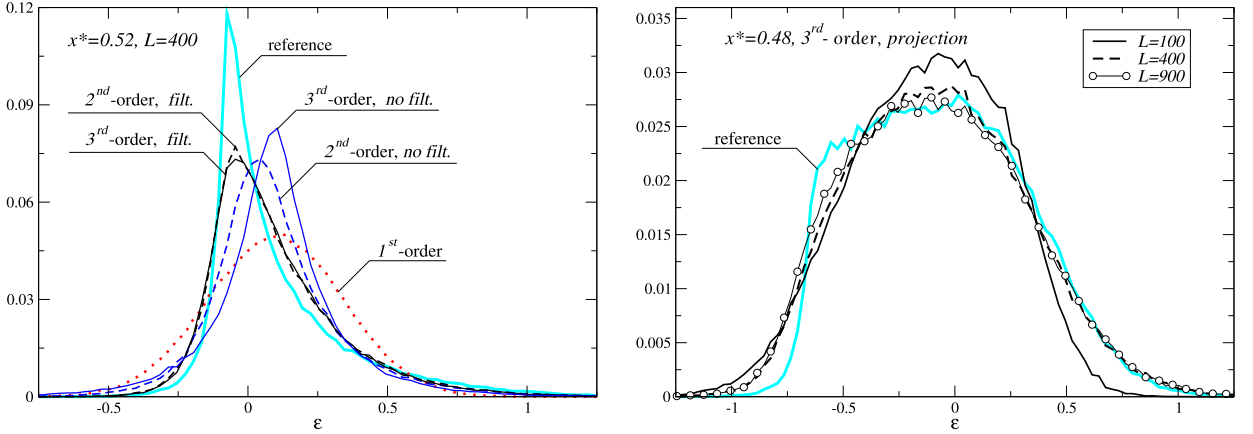 0.12
0.09
0.06
0.03
0
x*=0.52, L=400
reference
2nd-order, filt.
3rd-order, no filt.
3rd-order, filt.
2nd-order, no filt.
1st-order
-0.5
0
0.5
ε
0.035
0.03
0.025
0.02
0.015
0.01
0.005
0
x*=0.48, 3rd- order, projection
L=100
L=400
L=900
reference
-1
-0.5
0
0.5
1
ε